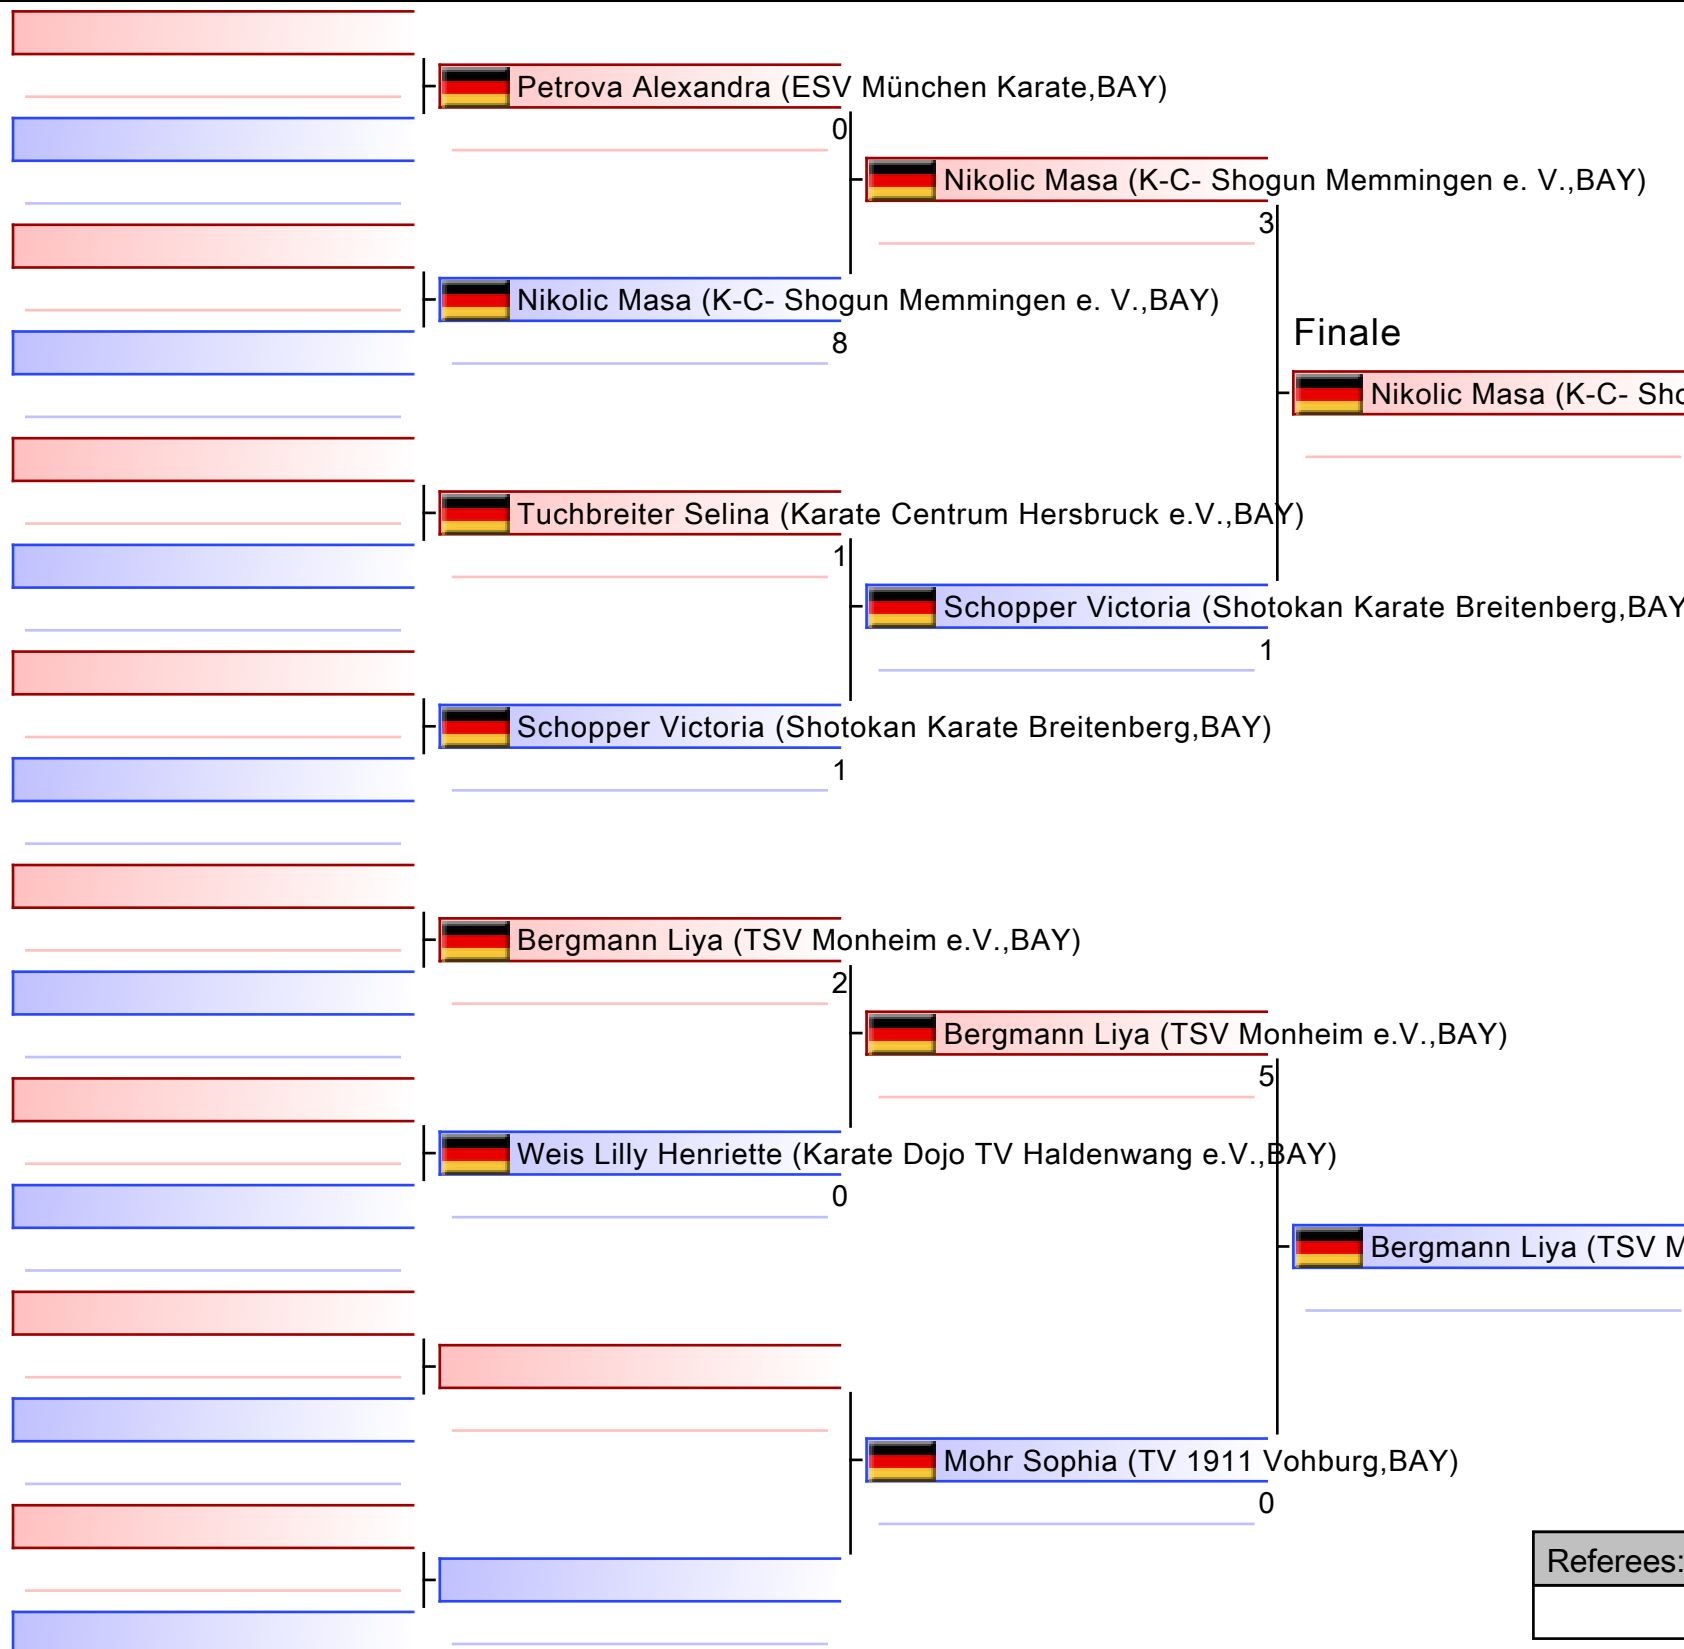 Petrova Alexandra (ESV München Karate,BAY)
0
Nikolic Masa (K-C- Shogun Memmingen e. V.,BAY)
3
Nikolic Masa (K-C- Shogun Memmingen e. V.,BAY)
8
Finale
Nikolic Masa (K-C- Sho
Tuchbreiter Selina (Karate Centrum Hersbruck e.V.,BAY)
1
Schopper Victoria (Shotokan Karate Breitenberg,BAY
1
Schopper Victoria (Shotokan Karate Breitenberg,BAY)
1
Bergmann Liya (TSV Monheim e.V.,BAY)
2
Bergmann Liya (TSV Monheim e.V.,BAY)
5
Weis Lilly Henriette (Karate Dojo TV Haldenwang e.V.,BAY)
0
Bergmann Liya (TSV M
Mohr Sophia (TV 1911 Vohburg,BAY)
0
Referees: